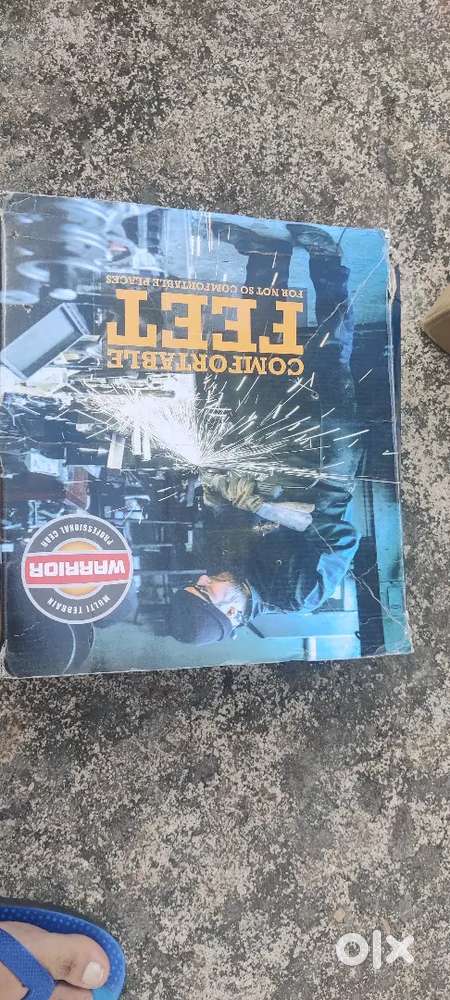 COMFORTABLE
FEET
FOR NOT SO COMFORTABLE PLACES
MULTI TERRAIN
WARRIOR
PROFESSIONAL GEAR
olx